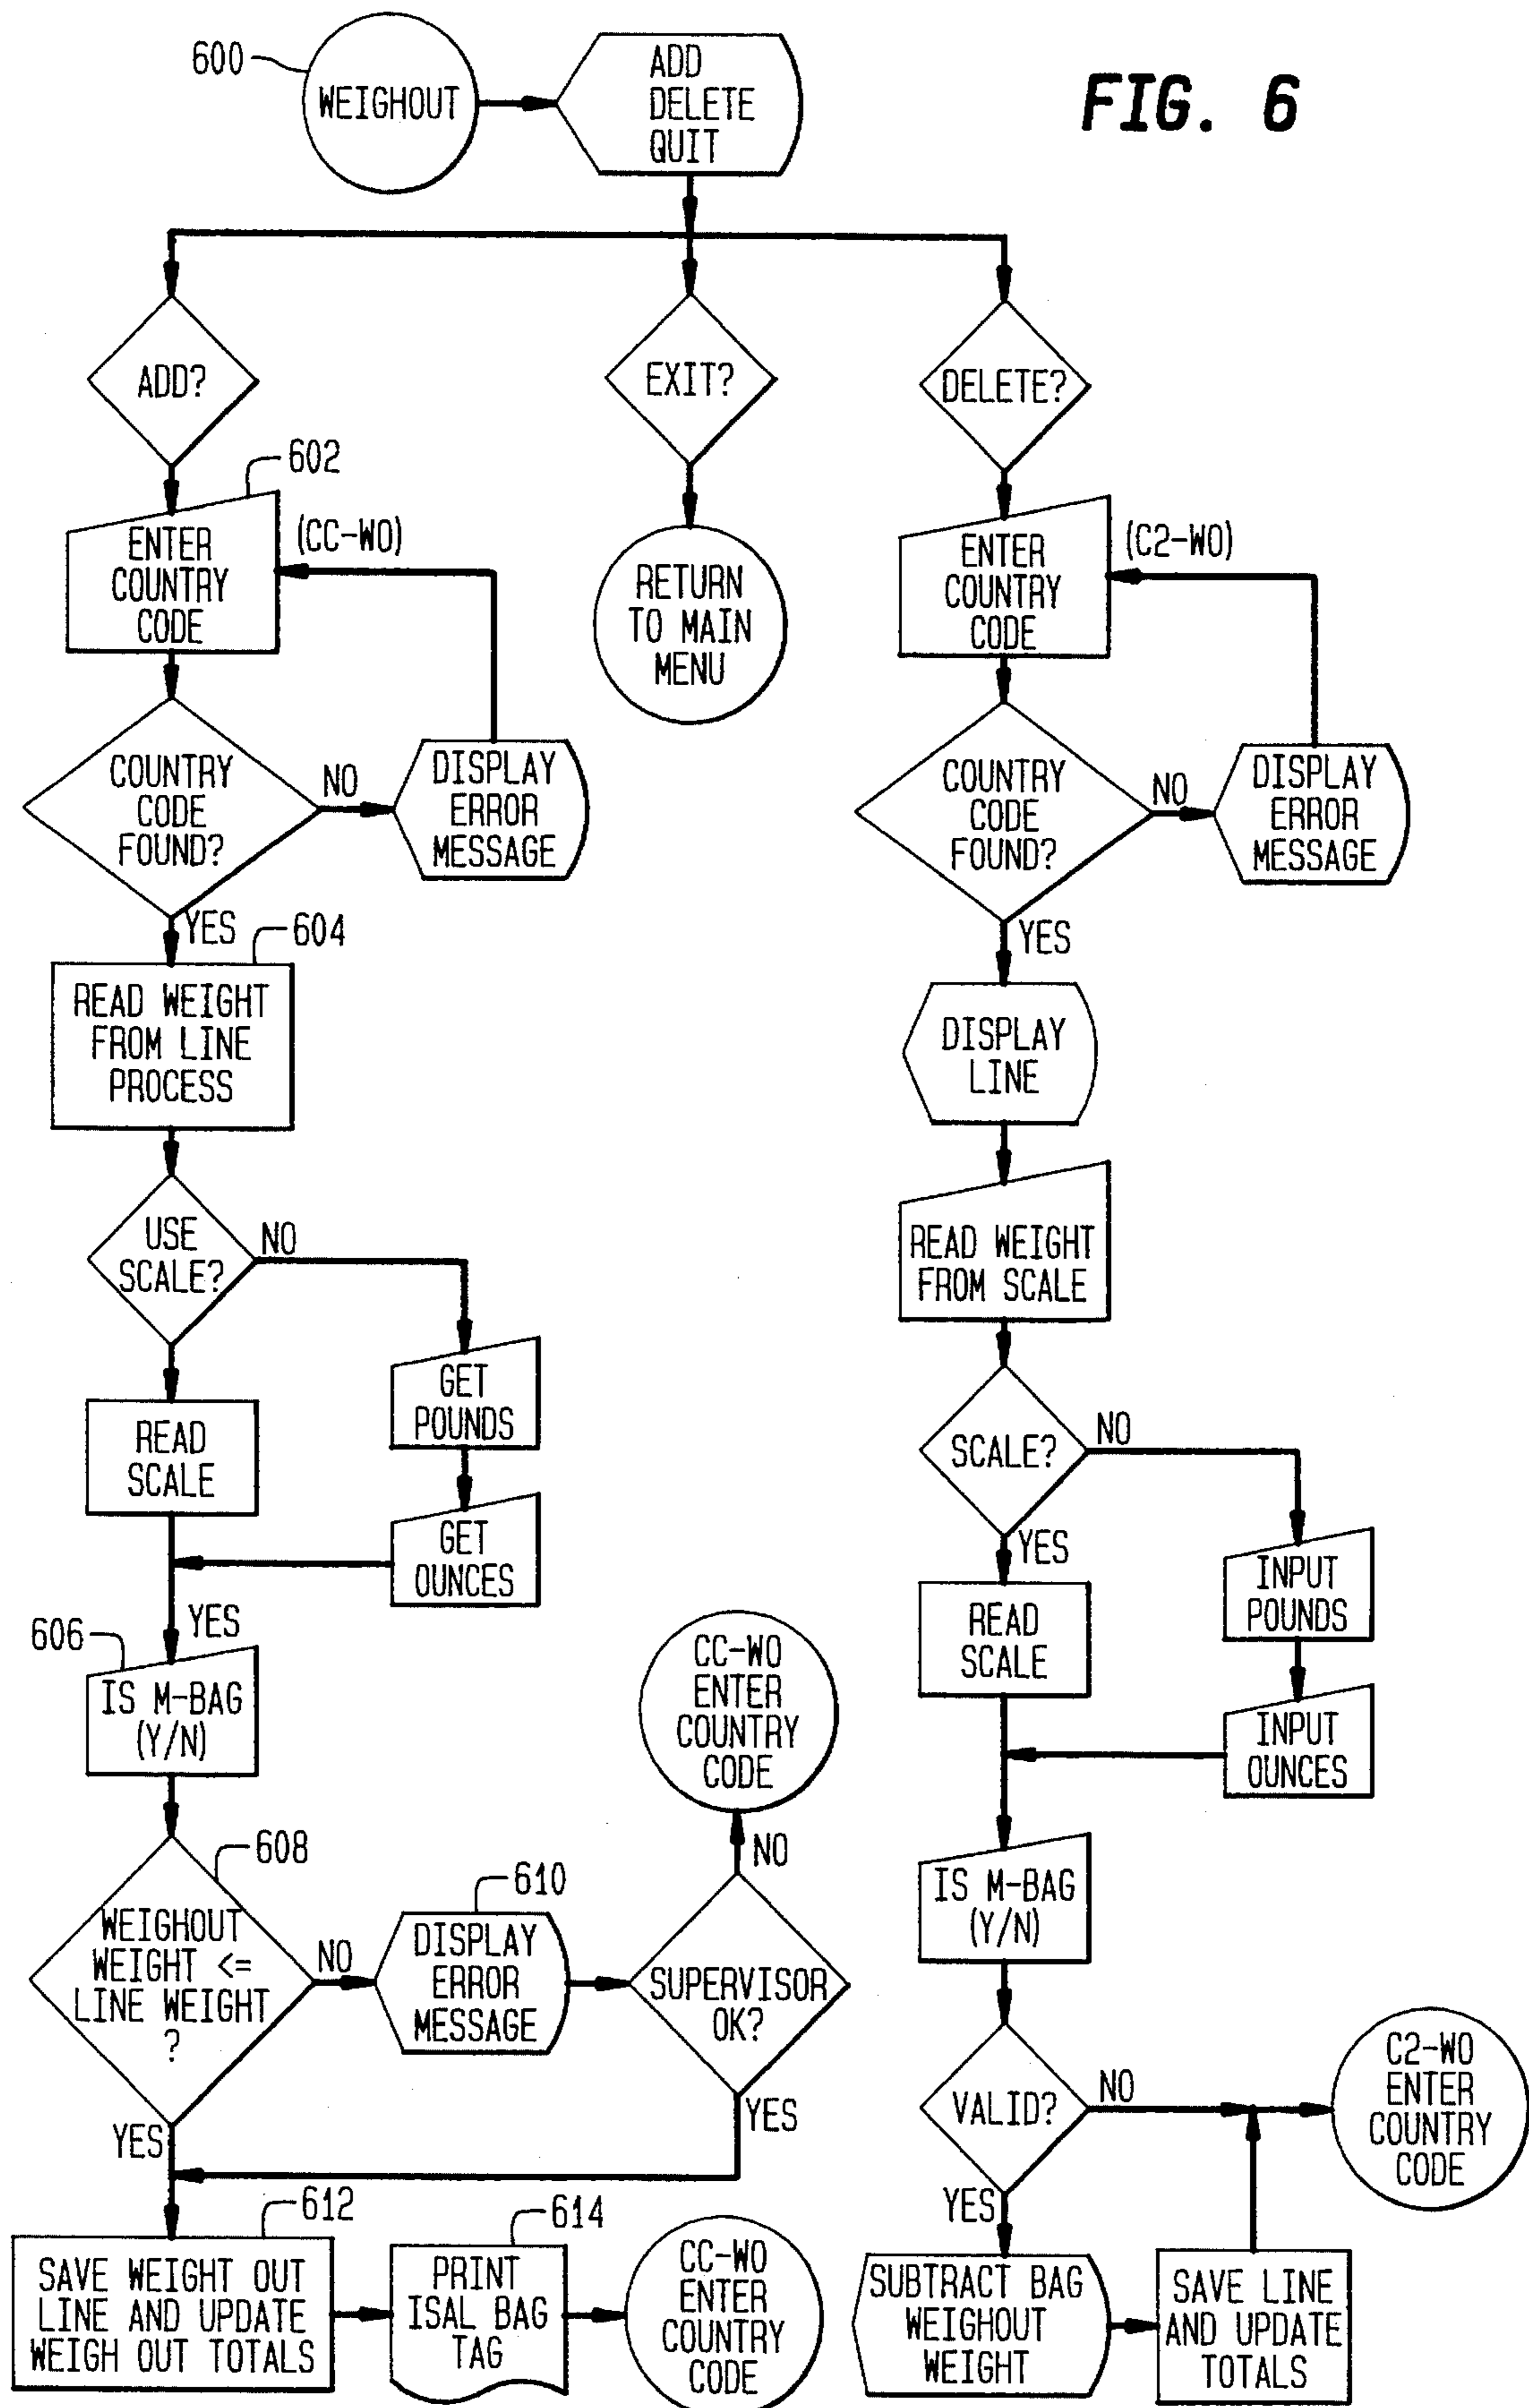 FIG. 6
600
WEIGHOUT
ADD
DELETE
QUIT
ADD?
EXIT?
DELETE?
602
ENTER
COUNTRY
CODE
(CC-WO)
RETURN
TO MAIN
MENU
ENTER
COUNTRY
CODE
(C2-WO)
COUNTRY
CODE
FOUND?
NO
DISPLAY
ERROR
MESSAGE
COUNTRY
CODE
FOUND?
NO
DISPLAY
ERROR
MESSAGE
YES
604
READ WEIGHT
FROM LINE
PROCESS
YES
DISPLAY
LINE
USE
SCALE?
NO
READ WEIGHT
FROM SCALE
GET
POUNDS
READ
SCALE
GET
OUNCES
SCALE?
NO
YES
INPUT
POUNDS
READ
SCALE
INPUT
OUNCES
YES
606
IS M-BAG
(Y/N)
CC-WO
ENTER
COUNTRY
CODE
NO
IS M-BAG
(Y/N)
608
WEIGHOUT
WEIGHT <=
LINE WEIGHT
?
NO
610
DISPLAY
ERROR
MESSAGE
SUPERVISOR
OK?
YES
YES
VALID?
NO
C2-WO
ENTER
COUNTRY
CODE
YES
612
SAVE WEIGHT OUT
LINE AND UPDATE
WEIGH OUT TOTALS
614
PRINT
ISAL BAG
TAG
CC-WO
ENTER
COUNTRY
CODE
SUBTRACT BAG
WEIGHOUT
WEIGHT
SAVE LINE
AND UPDATE
TOTALS